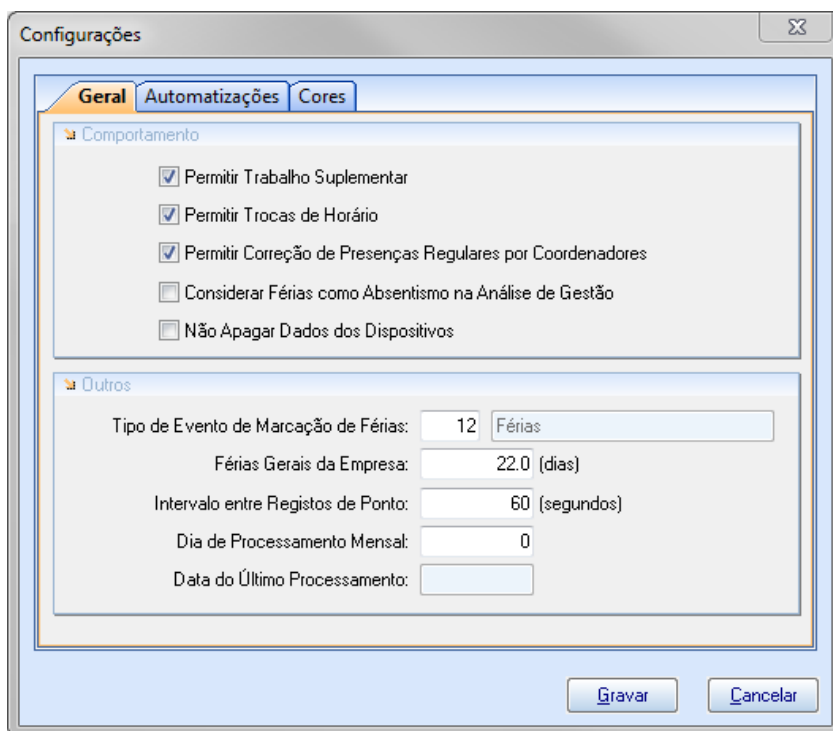 Configurações
Geral Automatizações Cores
Comportamento
Permitir Trabalho Suplementar
Permitir Trocas de Horário
Permitir Correção de Presenças Regulares por Coordenadores
Considerar Férias como Absentismo na Análise de Gestão
Não Apagar Dados dos Dispositivos
Outros
Tipo de Evento de Marcação de Férias: 12 Férias
Férias Gerais da Empresa: 22.0 (dias)
Intervalo entre Registos de Ponto: 60 (segundos)
Dia de Processamento Mensal: 0
Data do Último Processamento:
Gravar Cancelar